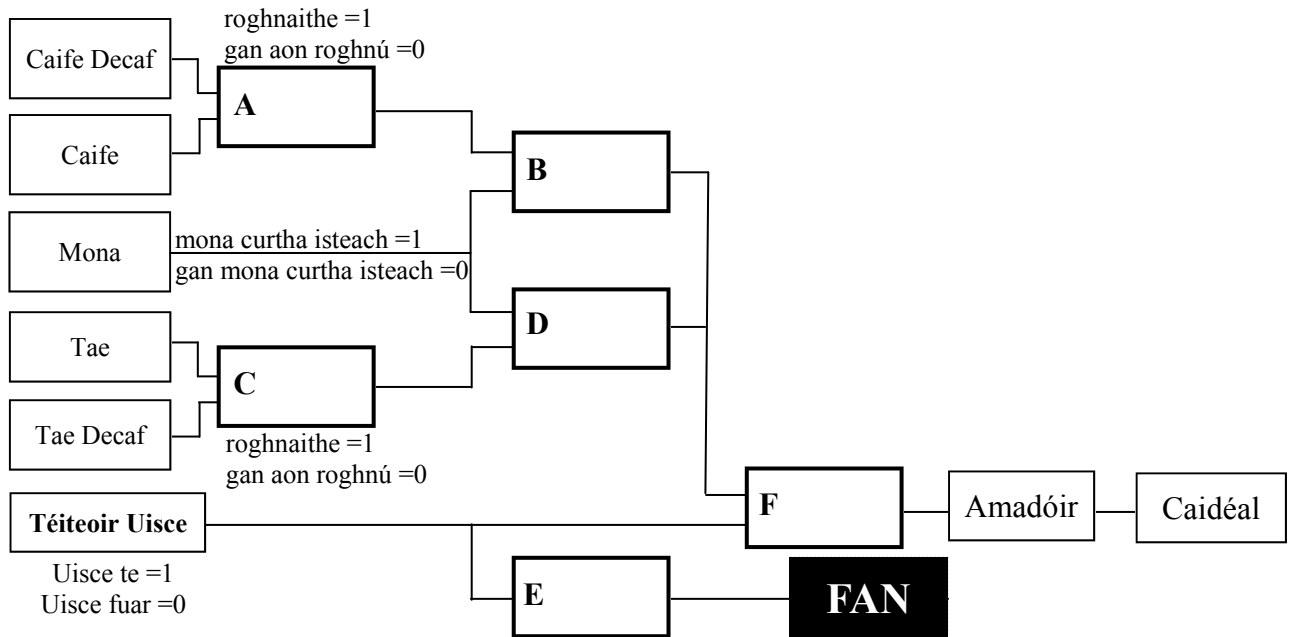 roghnaithe =1
gan aon roghnú =0
Caife Decaf
A
Caife
B
Mona
mona curtha isteach =1
gan mona curtha isteach =0
D
Tae
C
Tae Decaf
roghnaithe =1
gan aon roghnú =0
F
Amadóir
Caidéal
Téiteoir Uisce
Uisce te =1
Uisce fuar =0
E
FAN